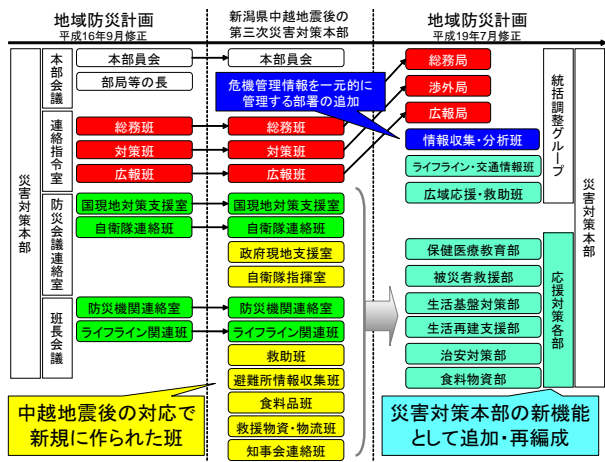 地域防災計画
平成16年9月修正
新潟県中越地震後の
第三次災害対策本部
地域防災計画
平成19年7月修正
災害対策本部
本部会議
本部員会
部局等の長
連絡指令室
総務班
対策班
広報班
防災会議連絡室
国現地対策支援室
自衛隊連絡班
班長会議
防災機関連絡室
ライフライン関連班
中越地震後の対応で
新規に作られた班
本部員会
危機管理情報を一元的に
管理する部署の追加
総務班
対策班
広報班
国現地対策支援室
自衛隊連絡班
政府現地支援室
自衛隊指揮室
防災機関連絡室
ライフライン関連班
救助班
避難所情報収集班
食料品班
救援物資・物流班
知事会連絡班
総務局
渉外局
広報局
情報収集・分析班
ライフライン・交通情報班
広域応援・救助班
統括調整グループ
保健医療教育部
被災者救援部
生活基盤対策部
生活再建支援部
治安対策部
食料物資部
応援対策各部
災害対策本部
災害対策本部の新機能
として追加・再編成